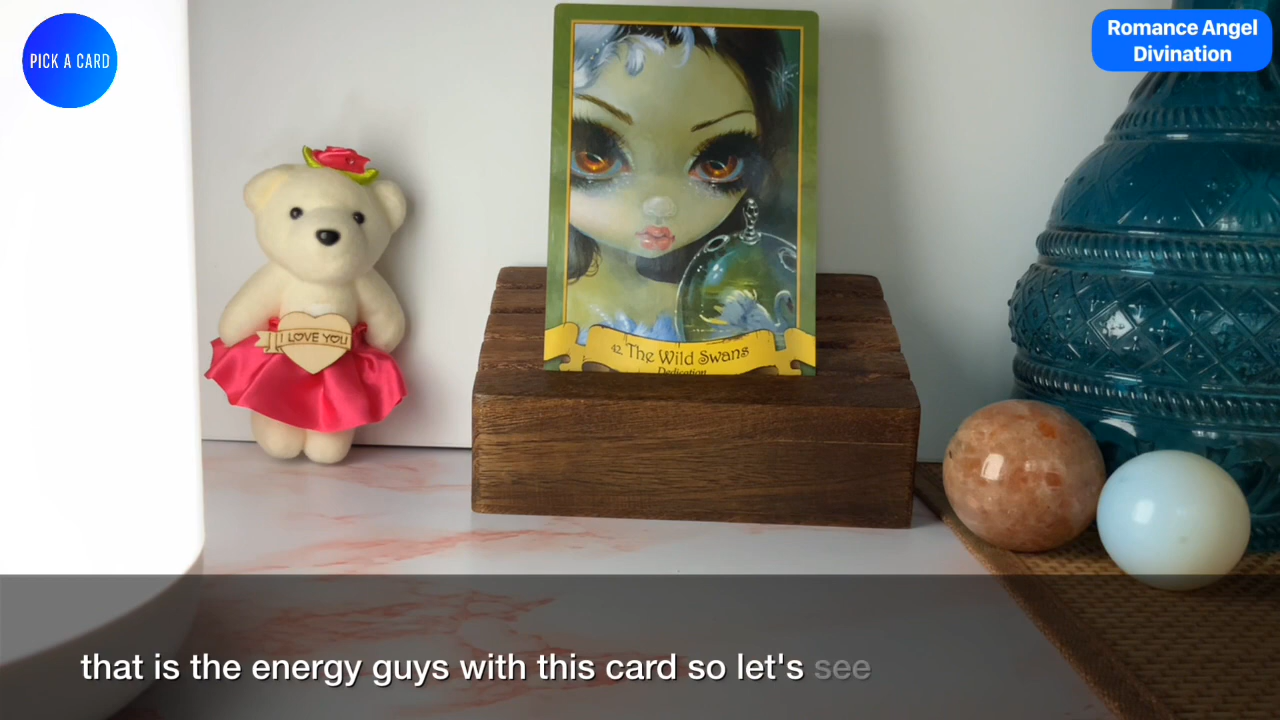 PICK A CARD
Romance Angel
Divination
I LOVE YOU
42 The Wild Swans
Dedication
that is the energy guys with this card so let's see